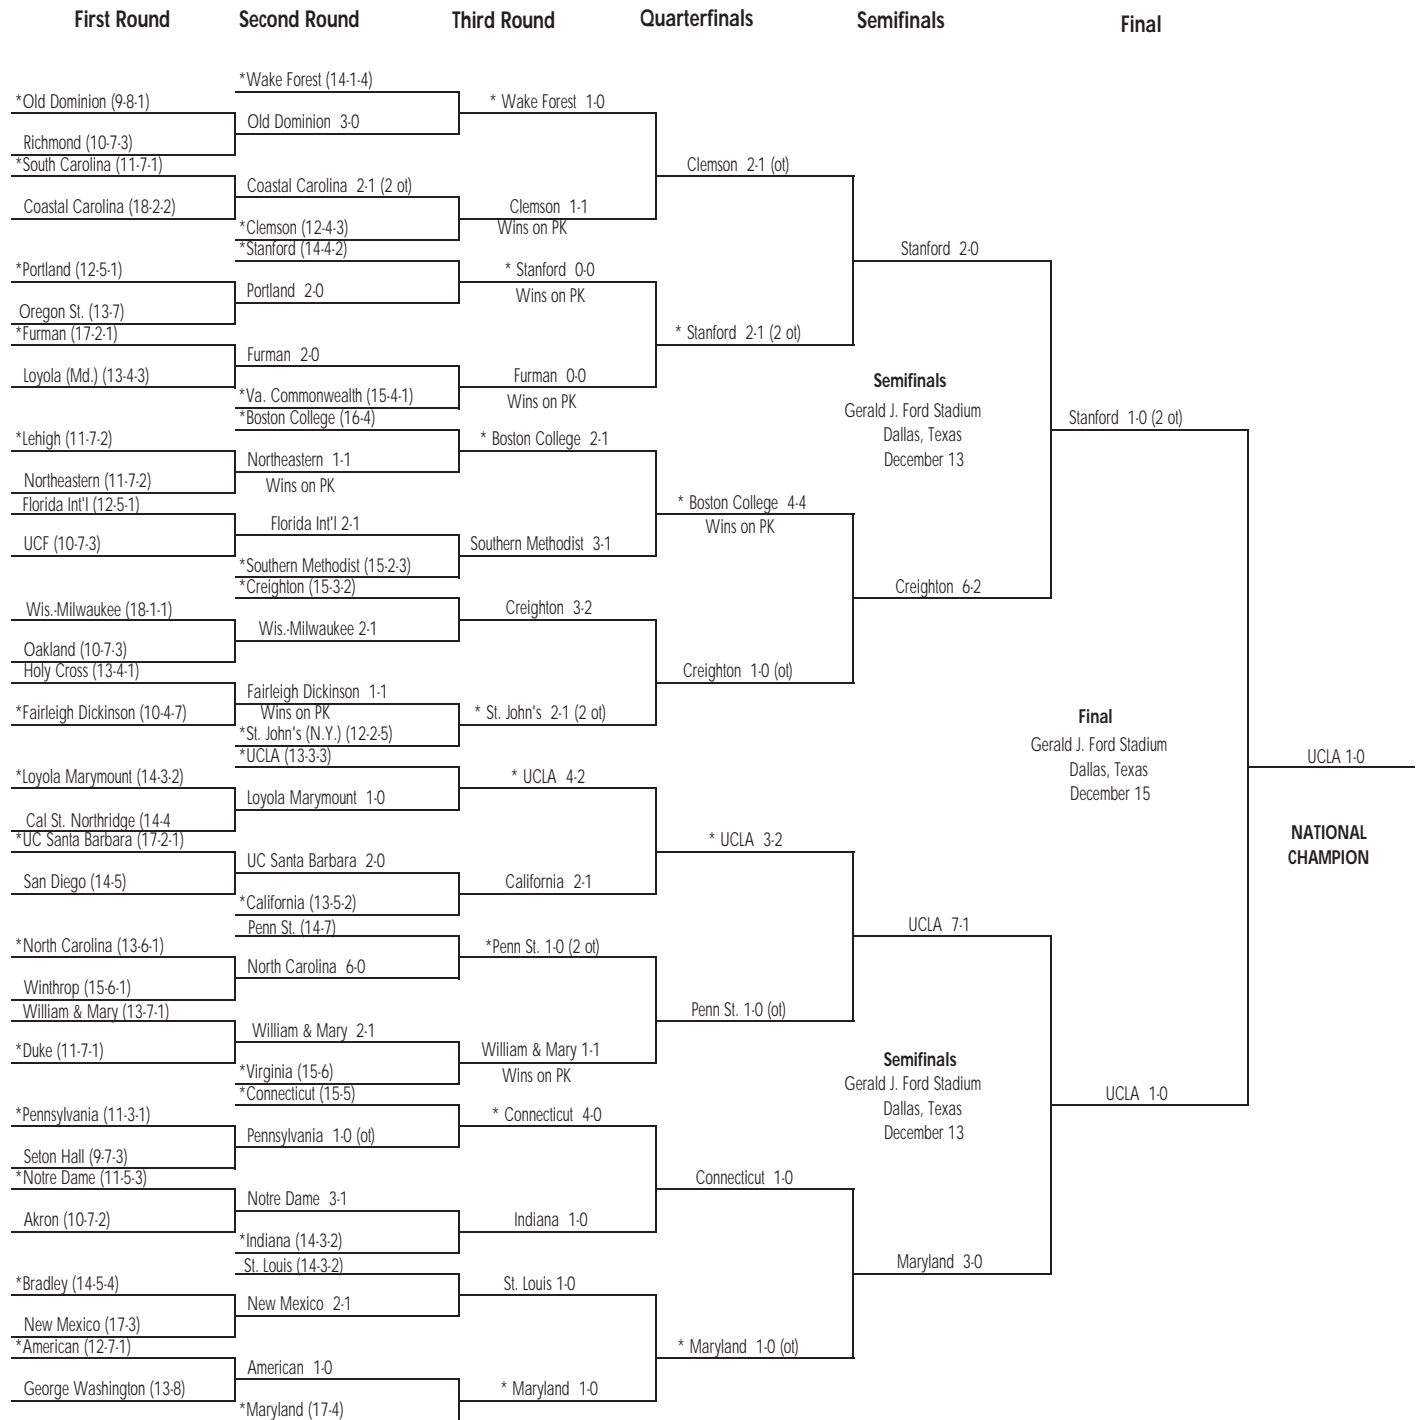 First Round
Second Round
Third Round
Quarterfinals
Semifinals
Final
*Wake Forest (14-1-4)
*Old Dominion (9-8-1)
* Wake Forest 1-0
Old Dominion 3-0
Richmond (10-7-3)
*South Carolina (11-7-1)
Clemson 2-1 (ot)
Coastal Carolina 2-1 (2 ot)
Coastal Carolina (18-2-2)
Clemson 1-1
Wins on PK
*Clemson (12-4-3)
*Stanford (14-4-2)
Stanford 2-0
*Portland (12-5-1)
* Stanford 0-0
Wins on PK
Portland 2-0
Oregon St. (13-7)
*Furman (17-2-1)
* Stanford 2-1 (2 ot)
Furman 2-0
Loyola (Md.) (13-4-3)
Furman 0-0
Wins on PK
*Va. Commonwealth (15-4-1)
Semifinals
Gerald J. Ford Stadium
Dallas, Texas
December 13
*Boston College (16-4)
Stanford 1-0 (2 ot)
*Lehigh (11-7-2)
* Boston College 2-1
Northeastern 1-1
Wins on PK
Northeastern (11-7-2)
Florida Int'l (12-5-1)
* Boston College 4-4
Wins on PK
Florida Int'l 2-1
UCF (10-7-3)
Southern Methodist 3-1
*Southern Methodist (15-2-3)
*Creighton (15-3-2)
Creighton 6-2
Wis.-Milwaukee (18-1-1)
Creighton 3-2
Wis.-Milwaukee 2-1
Oakland (10-7-3)
Holy Cross (13-4-1)
Creighton 1-0 (ot)
Fairleigh Dickinson 1-1
Wins on PK
*Fairleigh Dickinson (10-4-7)
* St. John's 2-1 (2 ot)
*St. John's (N.Y.) (12-2-5)
Final
Gerald J. Ford Stadium
Dallas, Texas
December 15
*UCLA (13-3-3)
UCLA 1-0
*Loyola Marymount (14-3-2)
* UCLA 4-2
Loyola Marymount 1-0
Cal St. Northridge (14-4
*UC Santa Barbara (17-2-1)
* UCLA 3-2
NATIONAL
CHAMPION
UC Santa Barbara 2-0
San Diego (14-5)
California 2-1
*California (13-5-2)
Penn St. (14-7)
UCLA 7-1
*North Carolina (13-6-1)
*Penn St. 1-0 (2 ot)
North Carolina 6-0
Winthrop (15-6-1)
William & Mary (13-7-1)
Penn St. 1-0 (ot)
William & Mary 2-1
*Duke (11-7-1)
William & Mary 1-1
Wins on PK
*Virginia (15-6)
Semifinals
Gerald J. Ford Stadium
Dallas, Texas
December 13
*Connecticut (15-5)
UCLA 1-0
*Pennsylvania (11-3-1)
* Connecticut 4-0
Pennsylvania 1-0 (ot)
Seton Hall (9-7-3)
*Notre Dame (11-5-3)
Connecticut 1-0
Notre Dame 3-1
Akron (10-7-2)
Indiana 1-0
*Indiana (14-3-2)
St. Louis (14-3-2)
Maryland 3-0
*Bradley (14-5-4)
St. Louis 1-0
New Mexico 2-1
New Mexico (17-3)
*American (12-7-1)
* Maryland 1-0 (ot)
American 1-0
George Washington (13-8)
* Maryland 1-0
*Maryland (17-4)